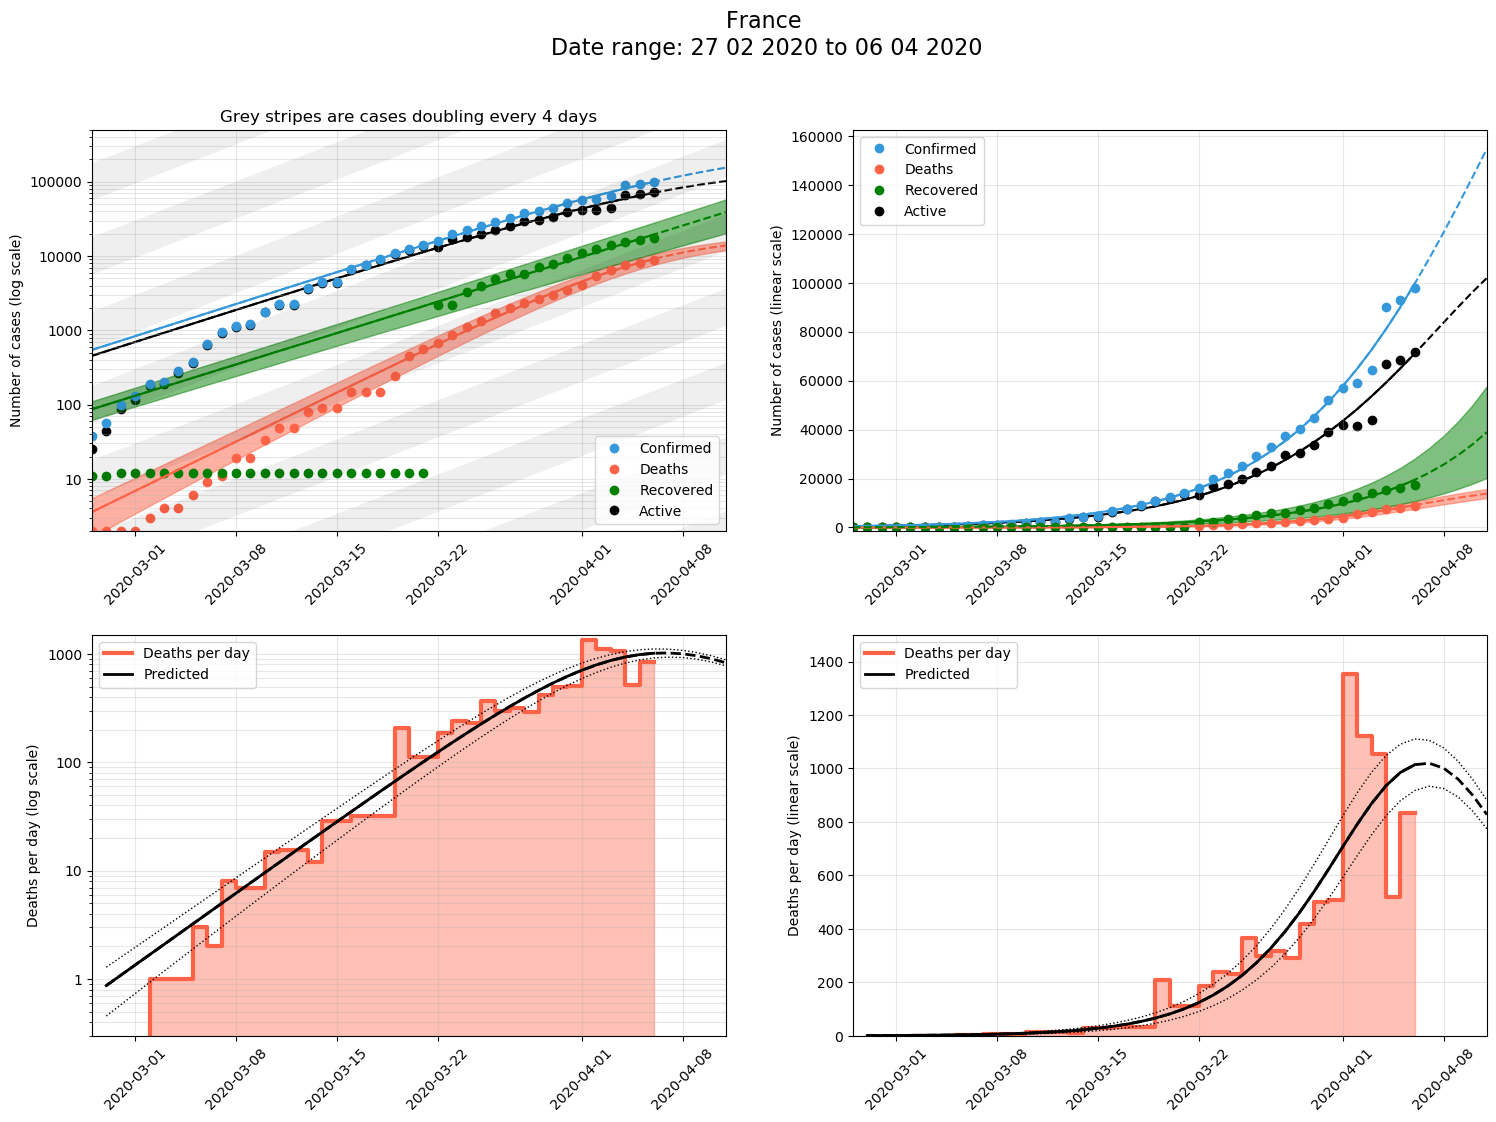 France
Date range: 27 02 2020 to 06 04 2020
Grey stripes are cases doubling every 4 days
Number of cases (log scale)
100000
10000
1000
100
10
Confirmed
Deaths
Recovered
Active
2020-03-01
2020-03-08
2020-03-15
2020-03-22
2020-04-01
2020-04-08
Number of cases (linear scale)
160000
140000
120000
100000
80000
60000
40000
20000
0
Confirmed
Deaths
Recovered
Active
2020-03-01
2020-03-08
2020-03-15
2020-03-22
2020-04-01
2020-04-08
Deaths per day (log scale)
1000
100
10
1
Deaths per day
Predicted
2020-03-01
2020-03-08
2020-03-15
2020-03-22
2020-04-01
2020-04-08
Deaths per day (linear scale)
1400
1200
1000
800
600
400
200
0
Deaths per day
Predicted
2020-03-01
2020-03-08
2020-03-15
2020-03-22
2020-04-01
2020-04-08